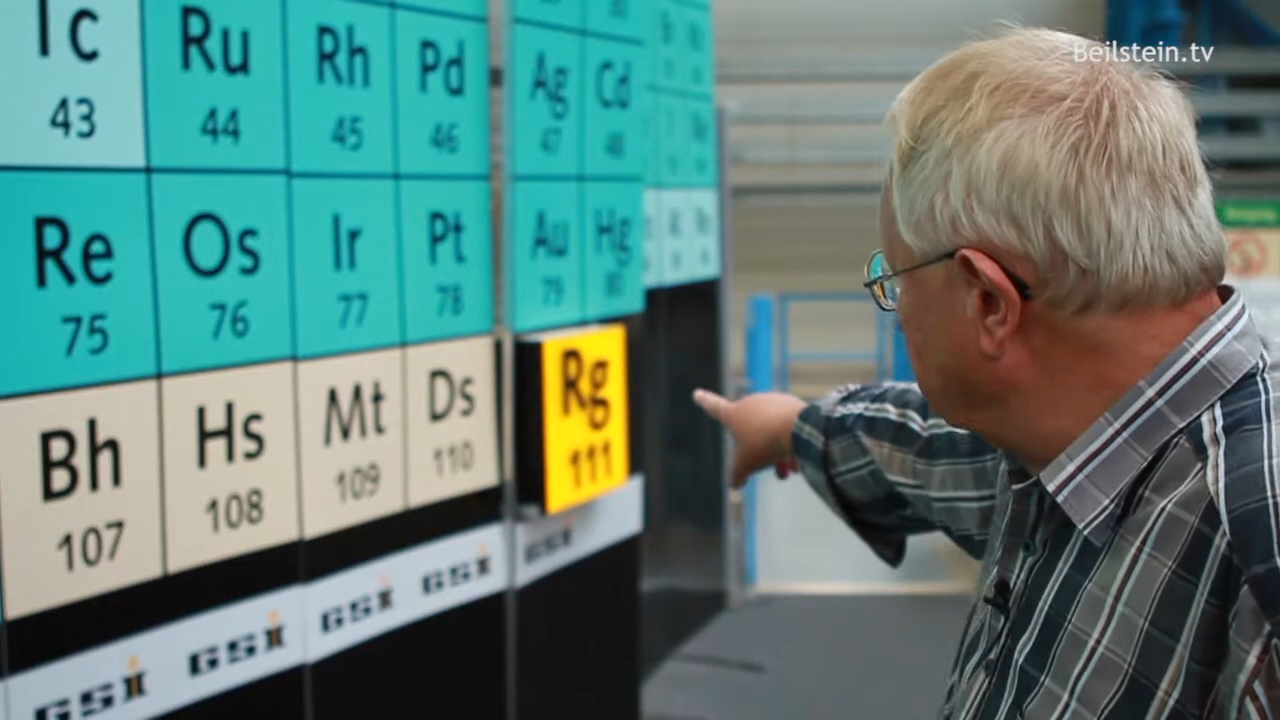 Beilstein.tv
Tc Ru Rh Pd Ag Cd
43 44 45 46 47 48
Re Os Ir Pt Au Hg
75 76 77 78 79 80
Bh Hs Mt Ds Rg
107 108 109 110 111
GSI GSI GSI GSI GSI